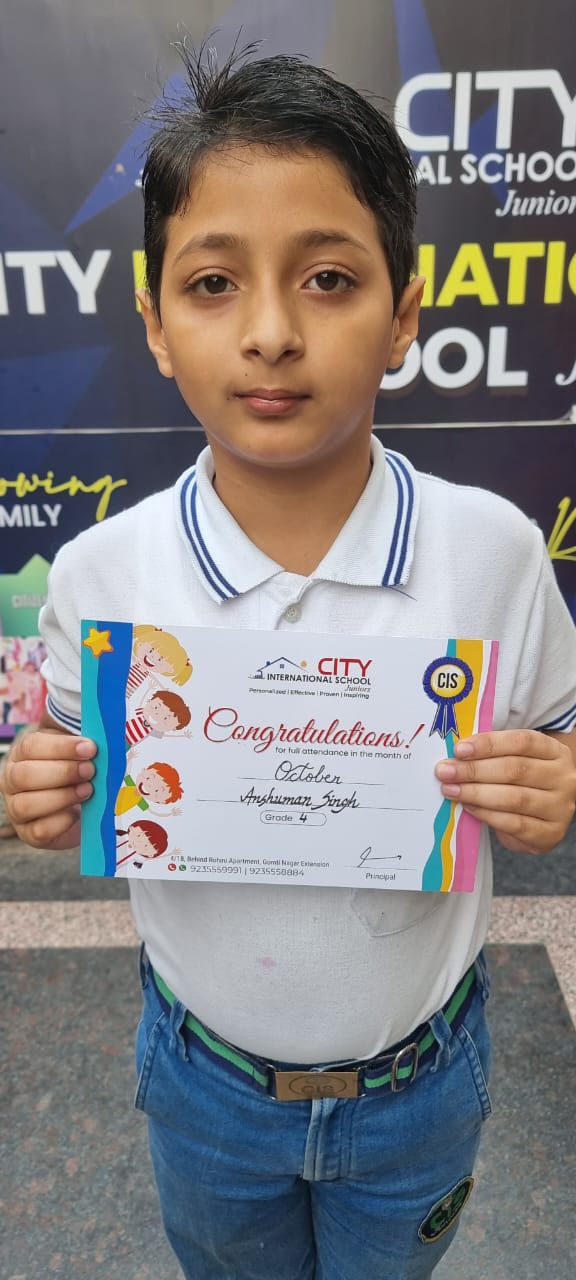 CITY
AL SCHOO
Junior
ITY NATIO
OOL J
owing
MILY
CITY
INTERNATIONAL SCHOOL
Juniors
Personalized | Effective | Proven | Inspiring
CIS
Congratulations!
for full attendance in the month of
October
Anshuman Singh
Grade 4
4/1B, Behind Rohini Apartment, Gomti Nagar Extension
9235559991 | 9235558884
Principal
CIS